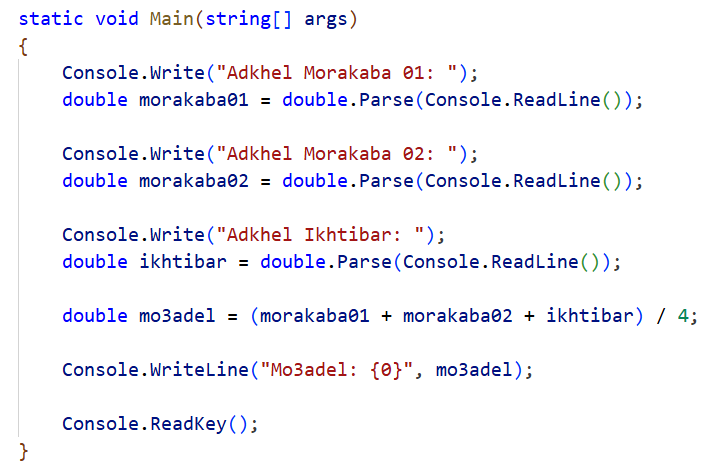 static void Main(string[] args)
{
    Console.Write("Adkhel Morakaba 01: ");
    double morakaba01 = double.Parse(Console.ReadLine());

    Console.Write("Adkhel Morakaba 02: ");
    double morakaba02 = double.Parse(Console.ReadLine());

    Console.Write("Adkhel Ikhtibar: ");
    double ikhtibar = double.Parse(Console.ReadLine());

    double mo3adel = (morakaba01 + morakaba02 + ikhtibar) / 4;

    Console.WriteLine("Mo3adel: {0}", mo3adel);

    Console.ReadKey();
}